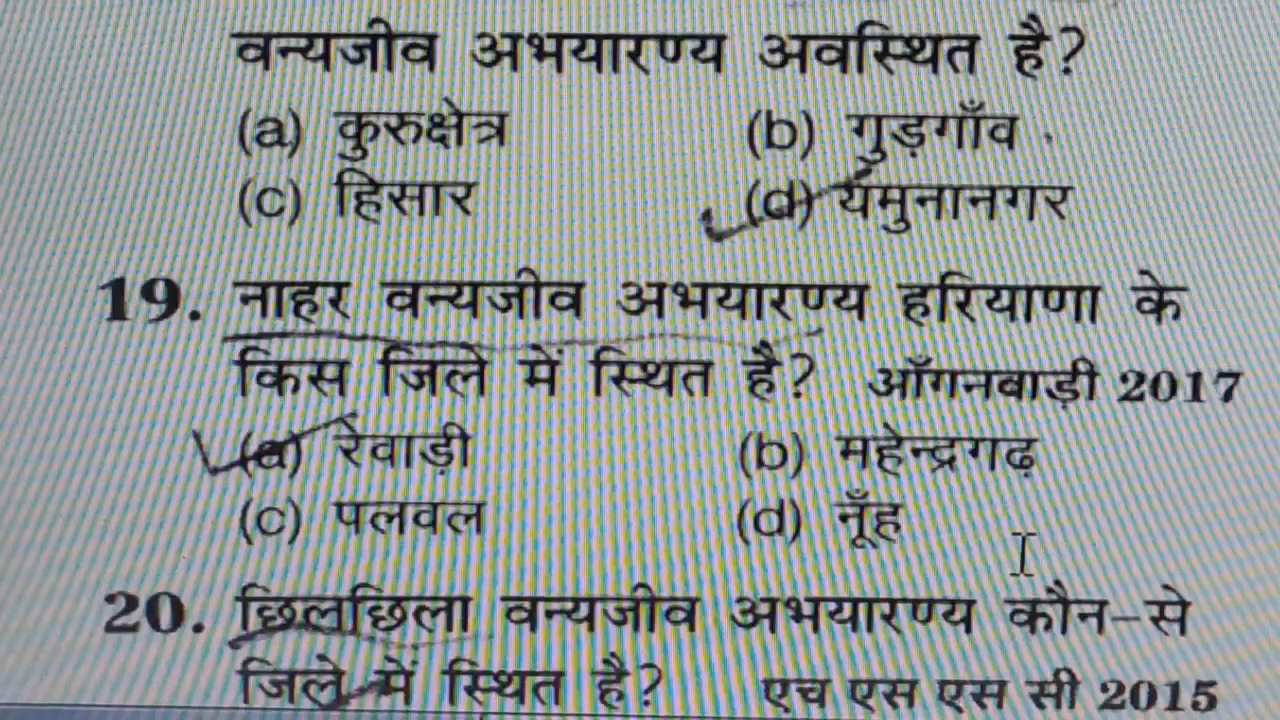 वन्यजीव अभयारण्य अवस्थित है?
(a) कुरुक्षेत्र (b) गुड़गाँव
(c) हिसार (d) यमुनानगर
19. नाहर वन्यजीव अभयारण्य हरियाणा के
किस जिले में स्थित है? आँगनबाड़ी 2017
(a) रेवाड़ी (b) महेन्द्रगढ़
(c) पलवल (d) नूँह
20. छिलछिला वन्यजीव अभयारण्य कौन-से
जिले में स्थित है? एच एस एस सी 2015